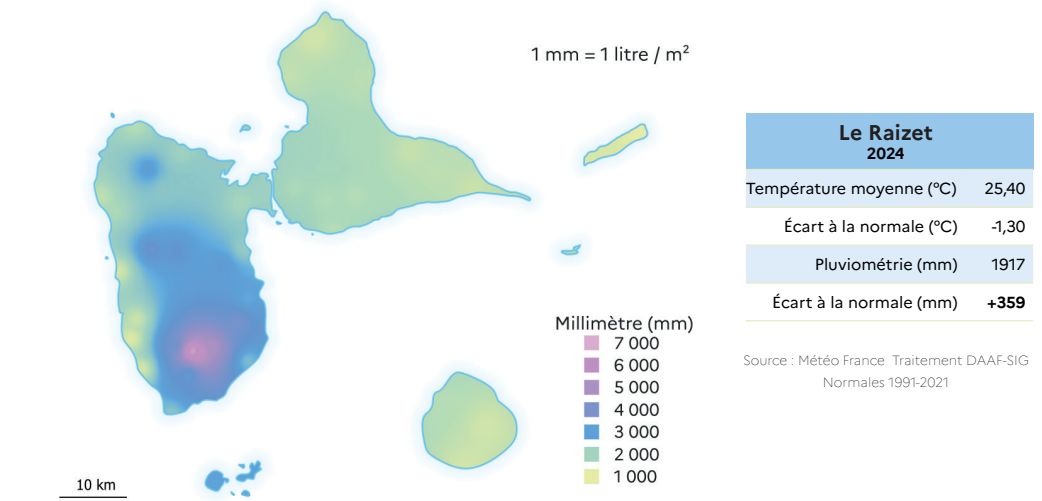 1 mm = 1 litre / m²
Le Raizet
2024
Température moyenne (°C) 25,40
Écart à la normale (°C) -1,30
Pluviométrie (mm) 1917
Écart à la normale (mm) +359
Source : Météo France Traitement DAAF-SIG
Normales 1991-2021
Millimètre (mm)
7 000
6 000
5 000
4 000
3 000
2 000
1 000
10 km